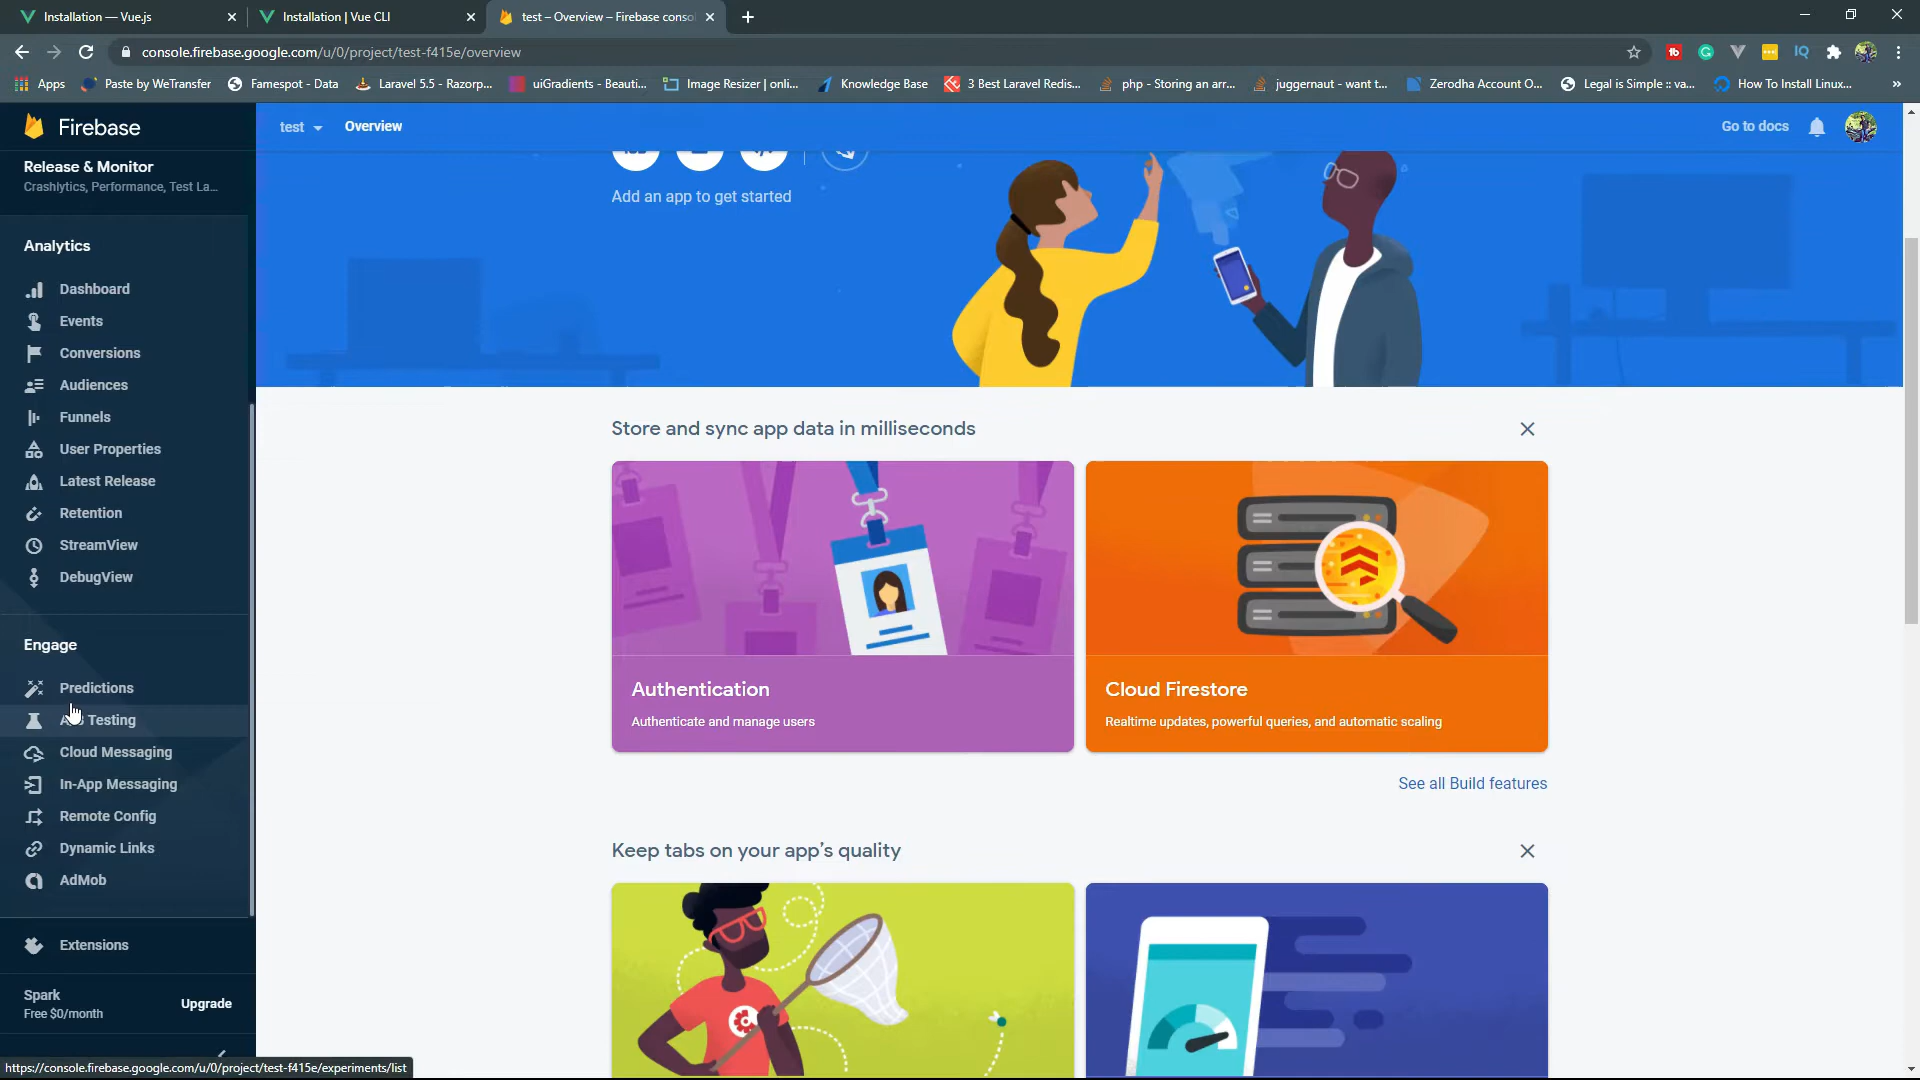 Installation — Vue.js
Installation | Vue CLI
test – Overview – Firebase conso
console.firebase.google.com/u/0/project/test-f415e/overview
Apps
Paste by WeTransfer
Famespot - Data
Laravel 5.5 - Razorp...
uiGradients - Beauti...
Image Resizer | onli...
Knowledge Base
3 Best Laravel Redis...
php - Storing an arr...
juggernaut - want t...
Zerodha Account O...
Legal is Simple :: va...
How To Install Linux...
»
Firebase
test
Overview
Go to docs
Release & Monitor
Crashlytics, Performance, Test La...
Add an app to get started
Analytics
Dashboard
Events
Conversions
Audiences
Funnels
User Properties
Latest Release
Retention
StreamView
DebugView
Engage
Predictions
Testing
Cloud Messaging
In-App Messaging
Remote Config
Dynamic Links
AdMob
Extensions
Spark
Free $0/month
Upgrade
Store and sync app data in milliseconds
Authentication
Authenticate and manage users
Cloud Firestore
Realtime updates, powerful queries, and automatic scaling
See all Build features
Keep tabs on your app's quality
https://console.firebase.google.com/u/0/project/test-f415e/experiments/list